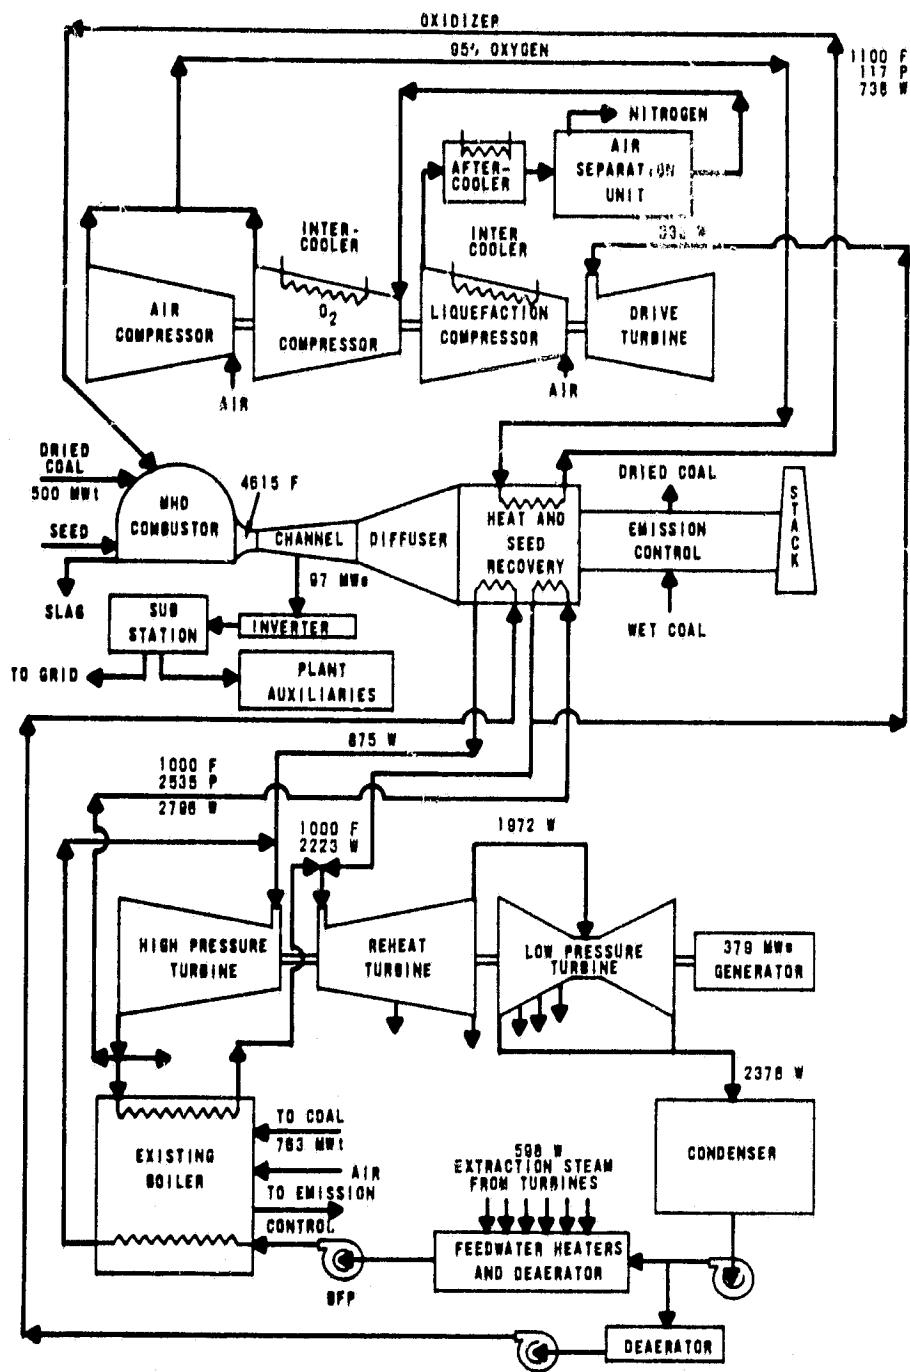 OXIDIZER
95% OXYGEN
1100 F
117 P
738 W
NITROGEN
AIR
SEPARATION
UNIT
AFTER-
COOLER
INTER-
COOLER
INTER
COOLER
AIR
COMPRESSOR
O2
COMPRESSOR
LIQUEFACTION
COMPRESSOR
DRIVE
TURBINE
AIR
AIR
DRIED
COAL
500 MWt
4615 F
MHD
COMBUSTOR
SEED
SLAG
CHANNEL
DIFFUSER
HEAT AND
SEED
RECOVERY
DRIED COAL
EMISSION
CONTROL
STACK
WET COAL
97 MWe
SUB
STATION
INVERTER
TO GRID
PLANT
AUXILIARIES
875 W
1000 F
2535 P
2796 W
1000 F
2223 W
1972 W
HIGH PRESSURE
TURBINE
REHEAT
TURBINE
LOW PRESSURE
TURBINE
379 MWe
GENERATOR
2376 W
EXISTING
BOILER
TO COAL
763 MWt
AIR
TO EMISSION
CONTROL
598 W
EXTRACTION STEAM
FROM TURBINES
CONDENSER
FEEDWATER HEATERS
AND DEAERATOR
BFP
DEAERATOR